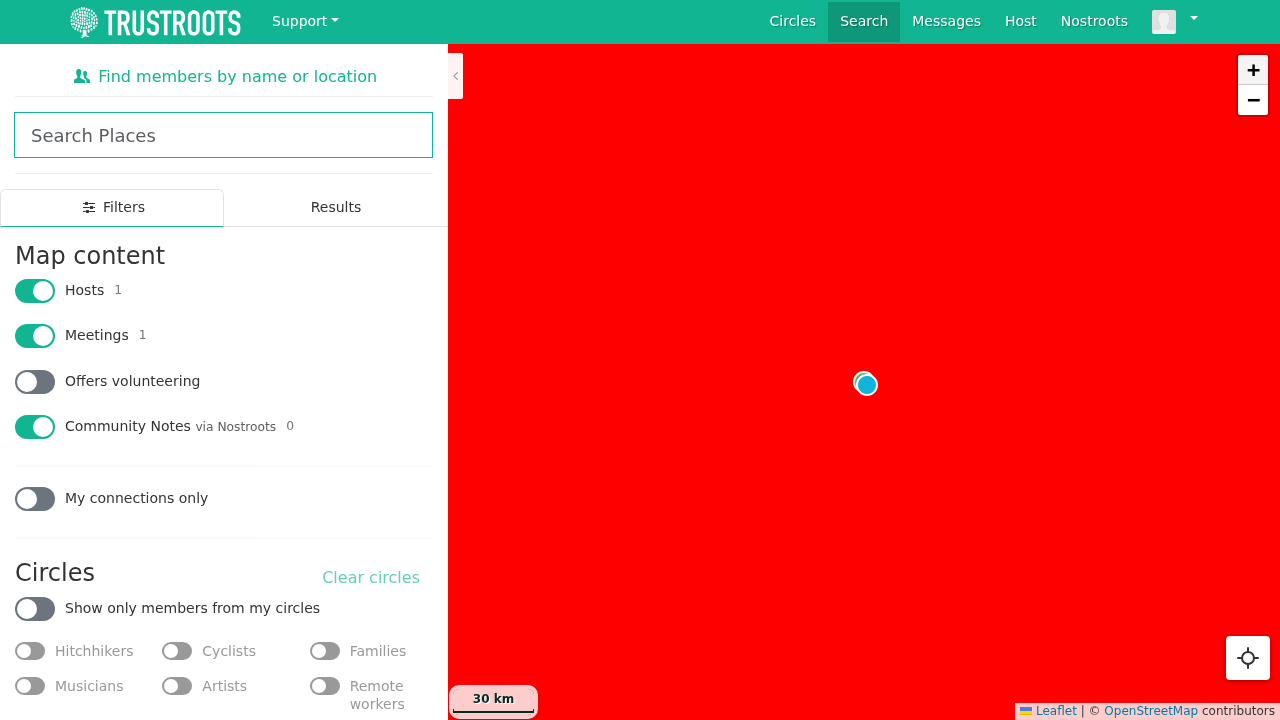 TRUSTROOTS Support Circles Search Messages Host Nostroots
Find members by name or location
Search Places
Filters Results
Map content
Hosts 1
Meetings 1
Offers volunteering
Community Notes via Nostroots 0
My connections only
Circles Clear circles
Show only members from my circles
Hitchhikers Cyclists Families
Musicians Artists Remote
workers
+
−
30 km
Leaflet | © OpenStreetMap contributors